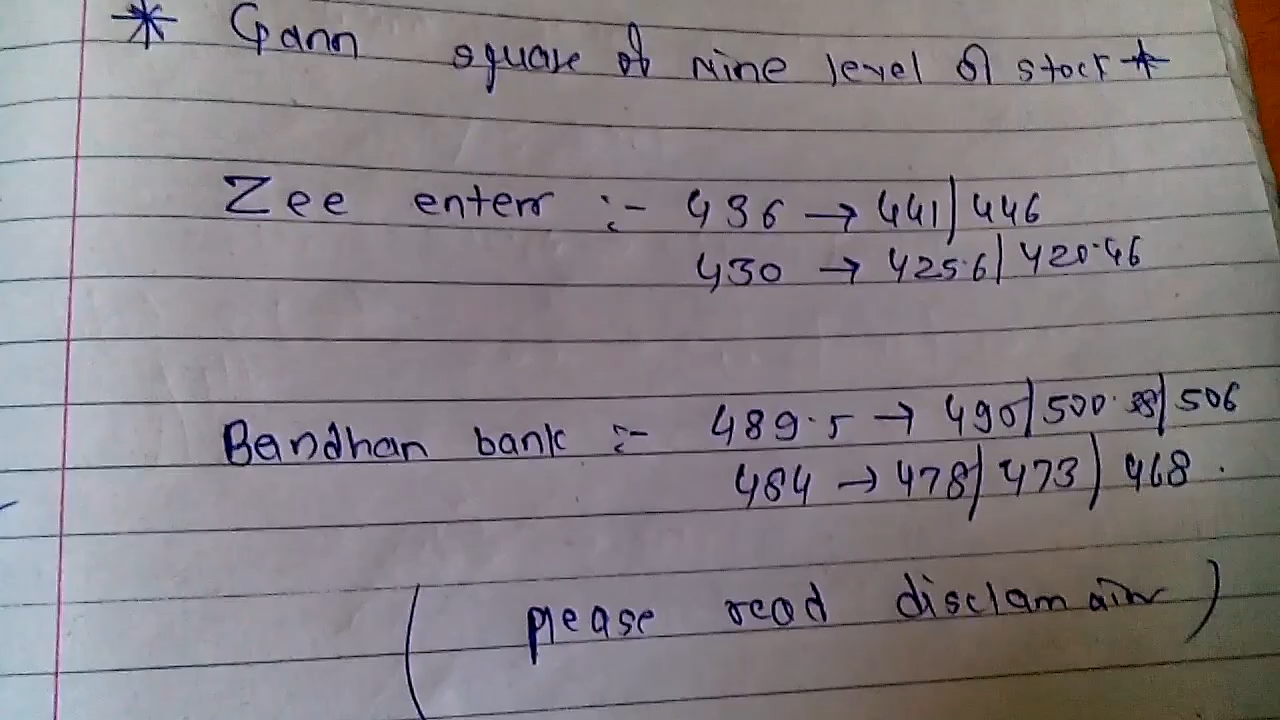 * Gann square of Nine level of stock *
Zee enterr :- 436 → 441 | 446
430 → 425.6 | 420.46
Bandhan bank :- 489.5 → 490 | 500. | 506
484 → 478 | 473 | 468 .
( please read disclamair )